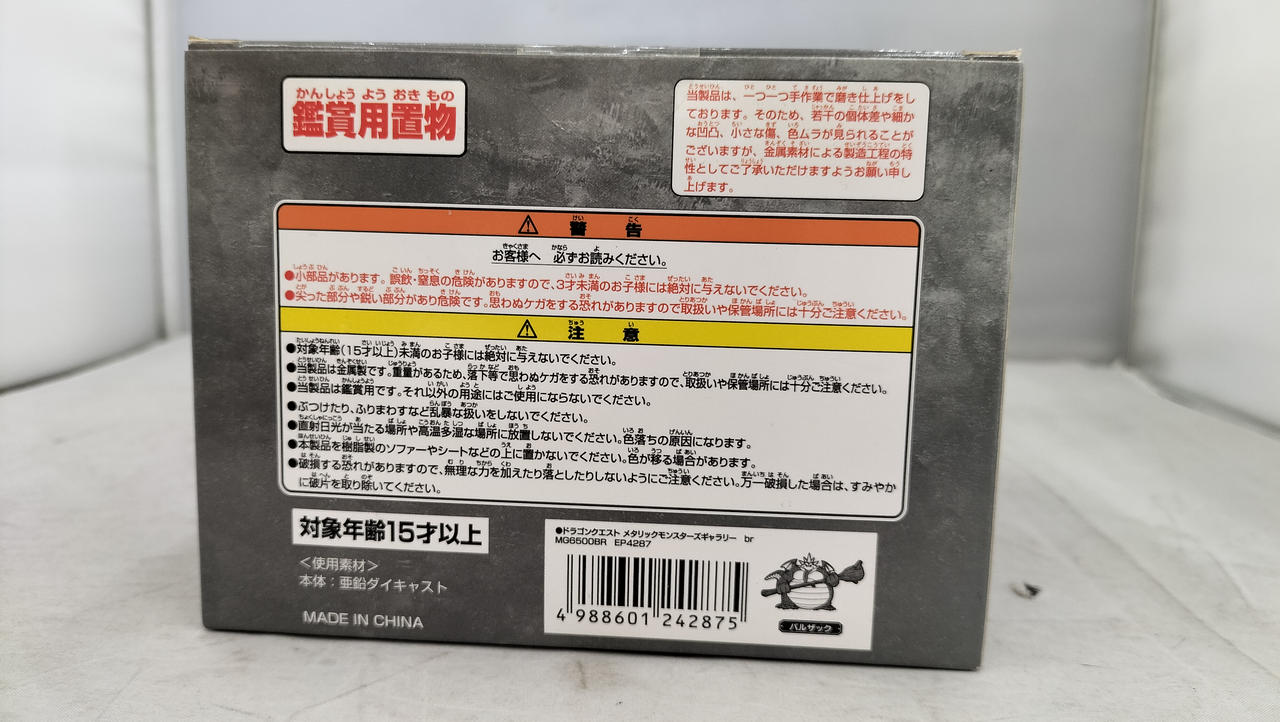 鑑賞用置物
当製品は、一つ一つ手作業で磨き仕上げをし
ております。そのため、若干の個体差や細か
な凹凸、小さな傷、色ムラが見られることが
ございますが、金属素材による製造工程の特
性としてご了承いただけますようお願い申し
上げます。
⚠ 警告
お客様へ 必ずお読みください。
●小部品があります。誤飲・窒息の危険がありますので、3才未満のお子様には絶対に与えないでください。
●尖った部分や鋭い部分があり危険です。思わぬケガをする恐れがありますので取扱いや保管場所には十分ご注意ください。
⚠ 注意
●対象年齢(15才以上)未満のお子様には絶対に与えないでください。
●当製品は金属製です。重量があるため、落下等で思わぬケガをする恐れがありますので、取扱いや保管場所には十分ご注意ください。
●当製品は鑑賞用です。それ以外の用途にはご使用にならないでください。
●ぶつけたり、ふりまわすなど乱暴な扱いをしないでください。
●直射日光が当たる場所や高温多湿な場所に放置しないでください。色落ちの原因になります。
●本製品を樹脂製のソファーやシートなどの上に置かないでください。色が移る場合があります。
●破損する恐れがありますので、無理な力を加えたり落としたりしないようにご注意ください。万一破損した場合は、すみやか
に破片を取り除いてください。
対象年齢15才以上
<使用素材>
本体:亜鉛ダイキャスト
MADE IN CHINA
●ドラゴンクエスト メタリックモンスターズギャラリー br
MG6500BR EP4287
4 988601 242875
バルザック